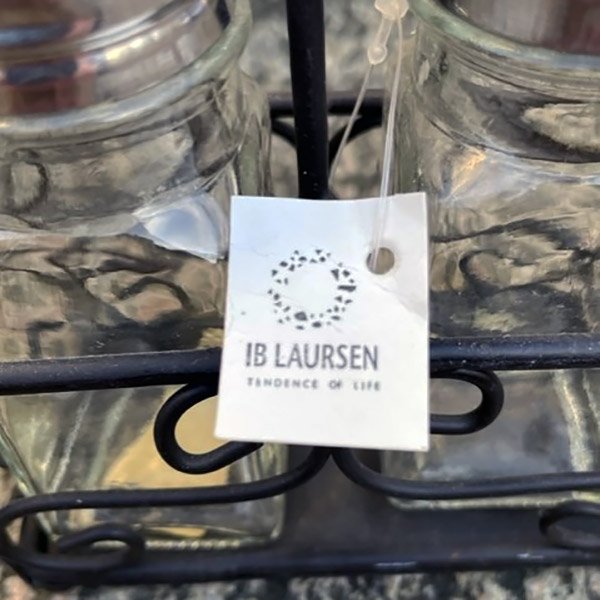 IB LAURSEN
TENDENCE OF LIFE